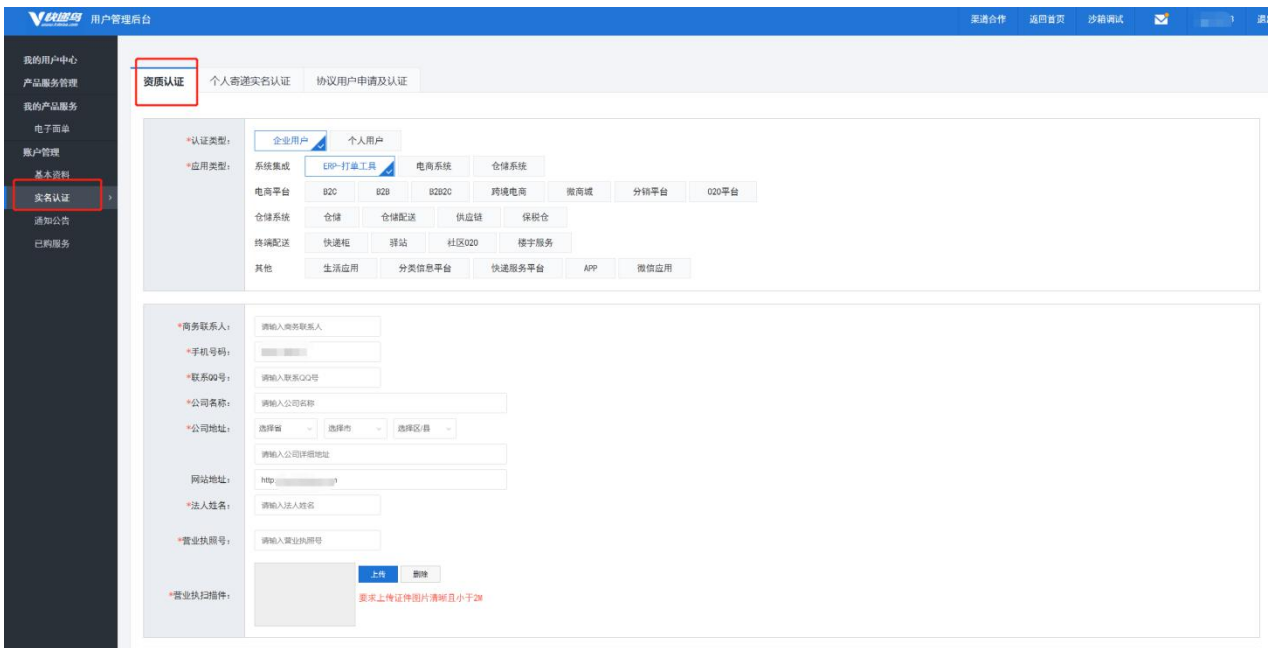 快递鸟 用户管理后台 渠道合作 返回首页 沙箱调试
我的用户中心
产品服务管理
我的产品服务
电子面单
账户管理
基本资料
实名认证
通知公告
已购服务
资质认证 个人寄递实名认证 协议用户申请及认证
*认证类型: 企业用户 个人用户
*应用类型: 系统集成 ERP-打单工具 电商系统 仓储系统
电商平台 B2C B2B B2B2C 跨境电商 微商城 分销平台 O2O平台
仓储系统 仓储 仓储配送 供应链 保税仓
终端配送 快递柜 驿站 社区O2O 楼宇服务
其他 生活应用 分类信息平台 快递服务平台 APP 微信应用
*商务联系人: 请输入商务联系人
*手机号码:
*联系QQ号: 请输入联系QQ号
*公司名称: 请输入公司名称
*公司地址: 选择省 选择市 选择区/县
请输入公司详细地址
网站地址: http
*法人姓名: 请输入法人姓名
*营业执照号: 请输入营业执照号
上传 删除
*营业执扫描件: 要求上传证件图片清晰且小于2M